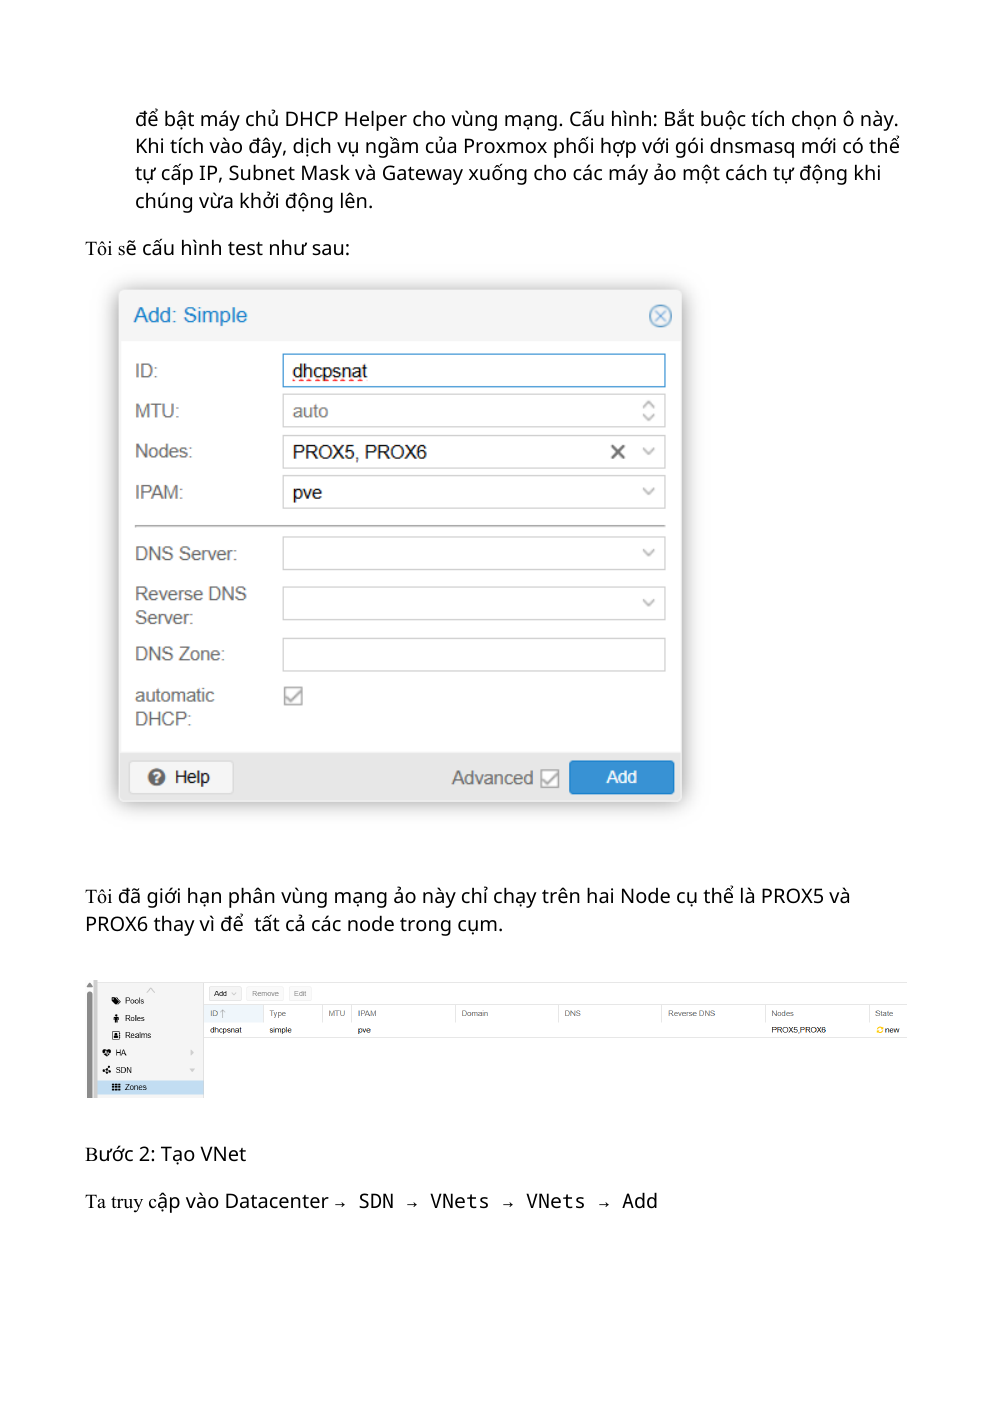 để bật máy chủ DHCP Helper cho vùng mạng. Cấu hình: Bắt buộc tích chọn ô này.
Khi tích vào đây, dịch vụ ngầm của Proxmox phối hợp với gói dnsmasq mới có thể
tự cấp IP, Subnet Mask và Gateway xuống cho các máy ảo một cách tự động khi
chúng vừa khởi động lên.
Tôi sẽ cấu hình test như sau:
Add: Simple
ID: dhcpsnat
MTU: auto
Nodes: PROX5, PROX6
IPAM: pve
DNS Server:
Reverse DNS
Server:
DNS Zone:
automatic
DHCP:
Help Advanced Add
Tôi đã giới hạn phân vùng mạng ảo này chỉ chạy trên hai Node cụ thể là PROX5 và
PROX6 thay vì để  tất cả các node trong cụm.
Pools
Roles
Realms
HA
SDN
Zones
Add Remove Edit
ID ↑ Type MTU IPAM Domain DNS Reverse DNS Nodes State
dhcpsnat simple pve PROX5,PROX6 new
Bước 2: Tạo VNet
Ta truy cập vào Datacenter → SDN → VNets → VNets → Add